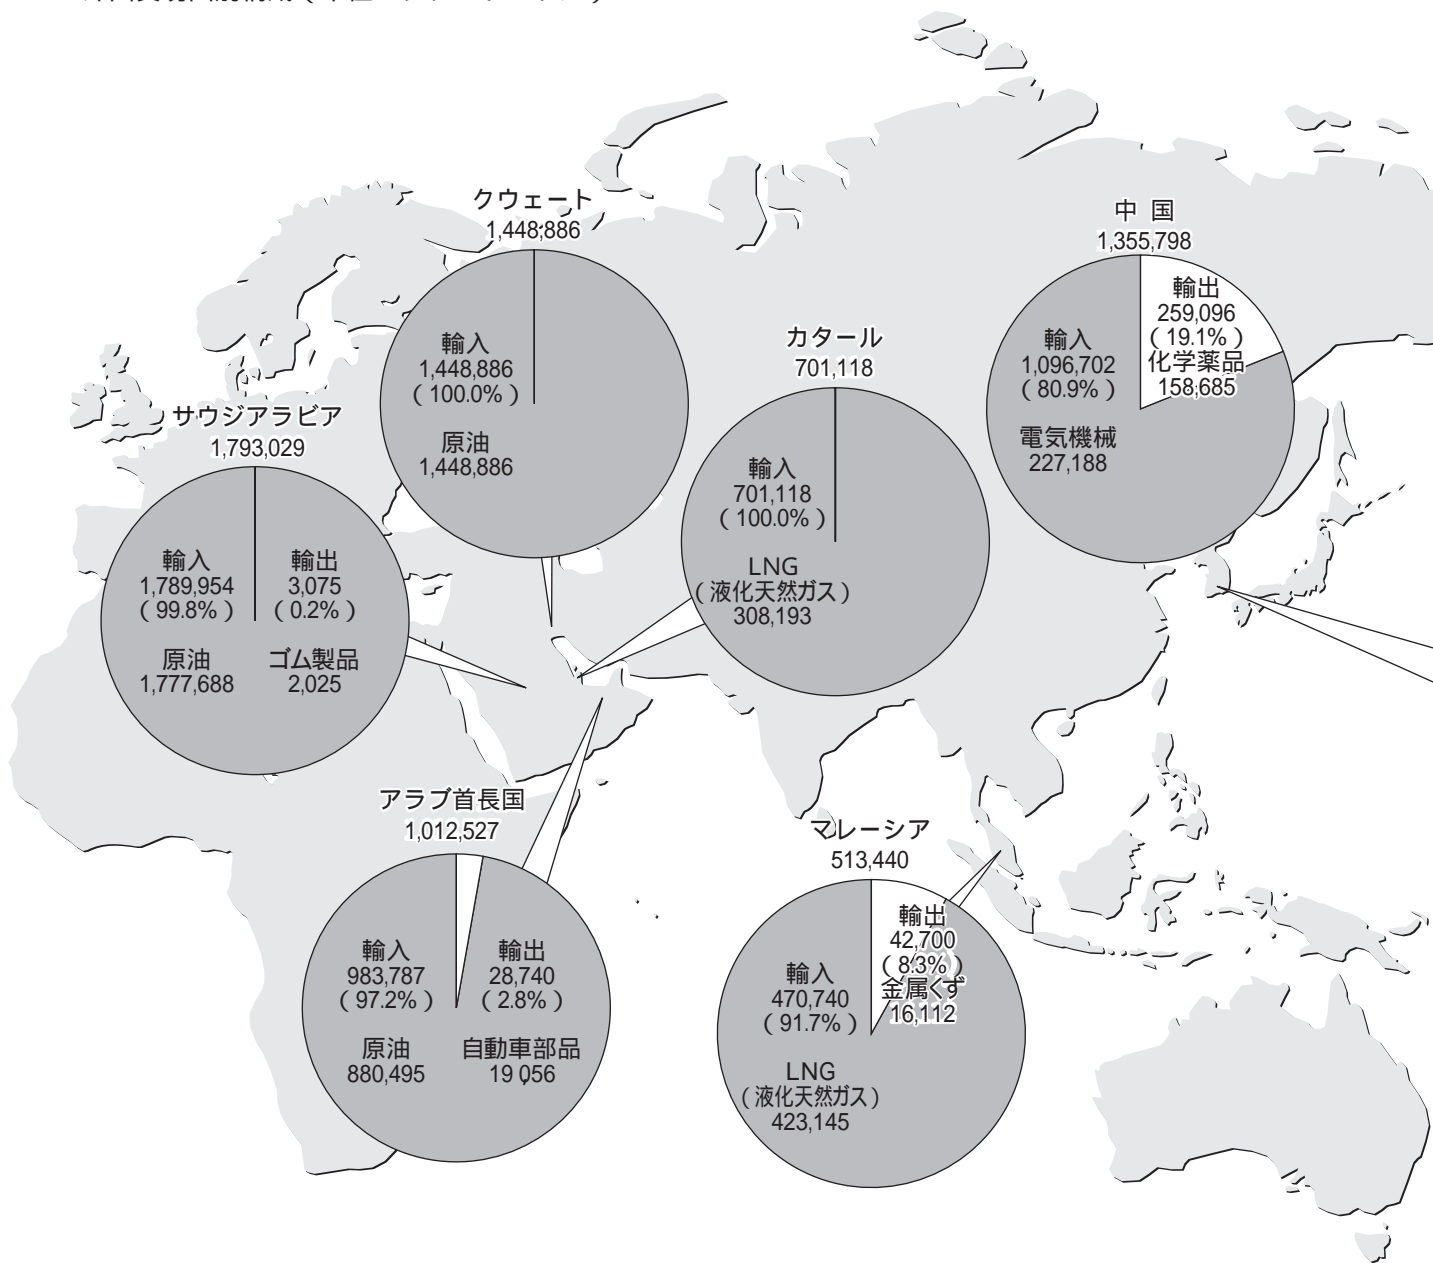 クウェート
1,448,886
輸入
1,448,886
(100.0%)
原油
1,448,886
中 国
1,355,798
輸出
259,096
(19.1%)
化学薬品
158,685
輸入
1,096,702
(80.9%)
電気機械
227,188
カタール
701,118
輸入
701,118
(100.0%)
LNG
(液化天然ガス)
308,193
サウジアラビア
1,793,029
輸入
1,789,954
(99.8%)
原油
1,777,688
輸出
3,075
(0.2%)
ゴム製品
2,025
アラブ首長国
1,012,527
輸入
983,787
(97.2%)
原油
880,495
輸出
28,740
(2.8%)
自動車部品
19,056
マレーシア
513,440
輸出
42,700
(8.3%)
金属くず
16,112
輸入
470,740
(91.7%)
LNG
(液化天然ガス)
423,145